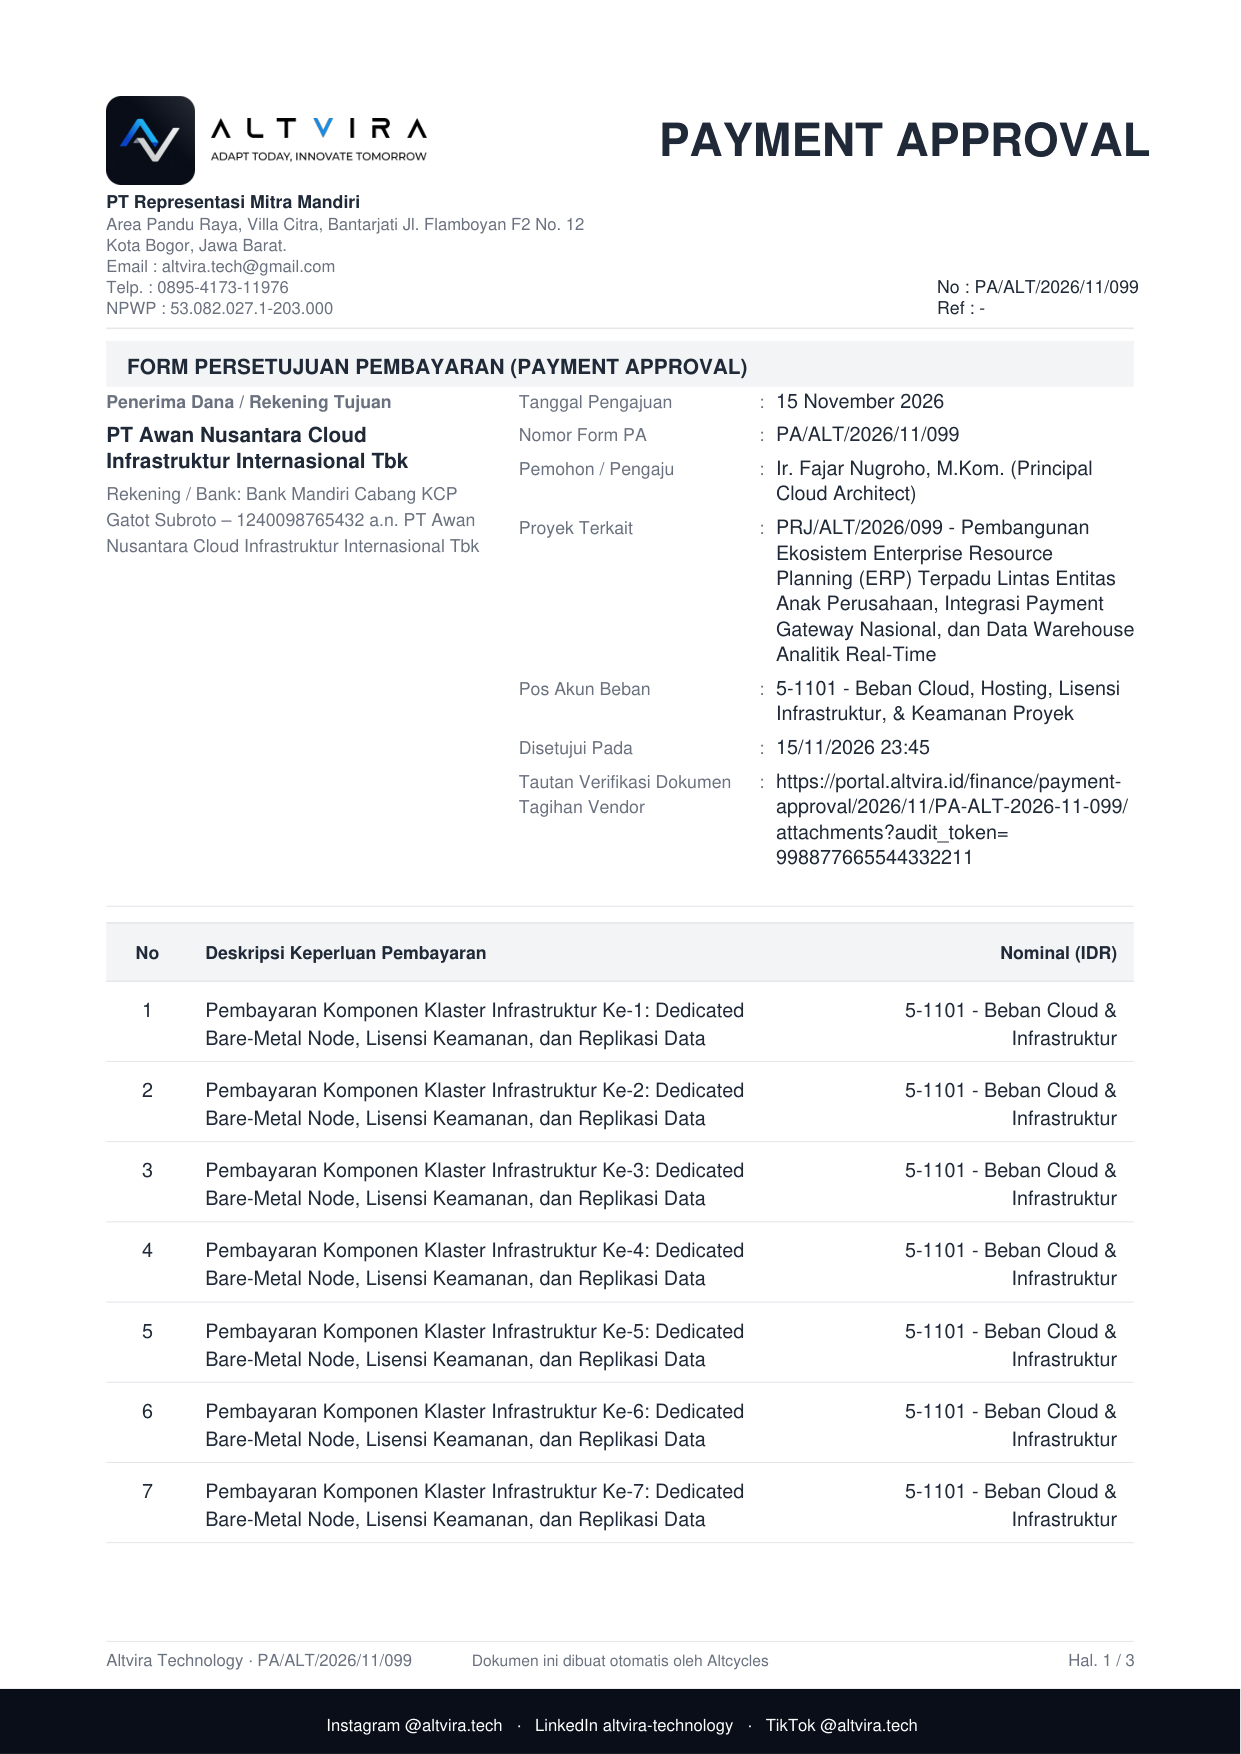 ALTVIRA
ADAPT TODAY, INNOVATE TOMORROW
PAYMENT APPROVAL
PT Representasi Mitra Mandiri
Area Pandu Raya, Villa Citra, Bantarjati Jl. Flamboyan F2 No. 12
Kota Bogor, Jawa Barat.
Email : altvira.tech@gmail.com
Telp. : 0895-4173-11976
NPWP : 53.082.027.1-203.000
No : PA/ALT/2026/11/099
Ref : -
FORM PERSETUJUAN PEMBAYARAN (PAYMENT APPROVAL)
Penerima Dana / Rekening Tujuan
PT Awan Nusantara Cloud
Infrastruktur Internasional Tbk
Rekening / Bank: Bank Mandiri Cabang KCP
Gatot Subroto – 1240098765432 a.n. PT Awan
Nusantara Cloud Infrastruktur Internasional Tbk
Tanggal Pengajuan : 15 November 2026
Nomor Form PA : PA/ALT/2026/11/099
Pemohon / Pengaju : Ir. Fajar Nugroho, M.Kom. (Principal
Cloud Architect)
Proyek Terkait : PRJ/ALT/2026/099 - Pembangunan
Ekosistem Enterprise Resource
Planning (ERP) Terpadu Lintas Entitas
Anak Perusahaan, Integrasi Payment
Gateway Nasional, dan Data Warehouse
Analitik Real-Time
Pos Akun Beban : 5-1101 - Beban Cloud, Hosting, Lisensi
Infrastruktur, & Keamanan Proyek
Disetujui Pada : 15/11/2026 23:45
Tautan Verifikasi Dokumen : https://portal.altvira.id/finance/payment-
Tagihan Vendor approval/2026/11/PA-ALT-2026-11-099/
attachments?audit_token=
998877665544332211
No Deskripsi Keperluan Pembayaran Nominal (IDR)
1 Pembayaran Komponen Klaster Infrastruktur Ke-1: Dedicated 5-1101 - Beban Cloud &
Bare-Metal Node, Lisensi Keamanan, dan Replikasi Data Infrastruktur
2 Pembayaran Komponen Klaster Infrastruktur Ke-2: Dedicated 5-1101 - Beban Cloud &
Bare-Metal Node, Lisensi Keamanan, dan Replikasi Data Infrastruktur
3 Pembayaran Komponen Klaster Infrastruktur Ke-3: Dedicated 5-1101 - Beban Cloud &
Bare-Metal Node, Lisensi Keamanan, dan Replikasi Data Infrastruktur
4 Pembayaran Komponen Klaster Infrastruktur Ke-4: Dedicated 5-1101 - Beban Cloud &
Bare-Metal Node, Lisensi Keamanan, dan Replikasi Data Infrastruktur
5 Pembayaran Komponen Klaster Infrastruktur Ke-5: Dedicated 5-1101 - Beban Cloud &
Bare-Metal Node, Lisensi Keamanan, dan Replikasi Data Infrastruktur
6 Pembayaran Komponen Klaster Infrastruktur Ke-6: Dedicated 5-1101 - Beban Cloud &
Bare-Metal Node, Lisensi Keamanan, dan Replikasi Data Infrastruktur
7 Pembayaran Komponen Klaster Infrastruktur Ke-7: Dedicated 5-1101 - Beban Cloud &
Bare-Metal Node, Lisensi Keamanan, dan Replikasi Data Infrastruktur
Altvira Technology · PA/ALT/2026/11/099 Dokumen ini dibuat otomatis oleh Altcycles Hal. 1 / 3
Instagram @altvira.tech · LinkedIn altvira-technology · TikTok @altvira.tech